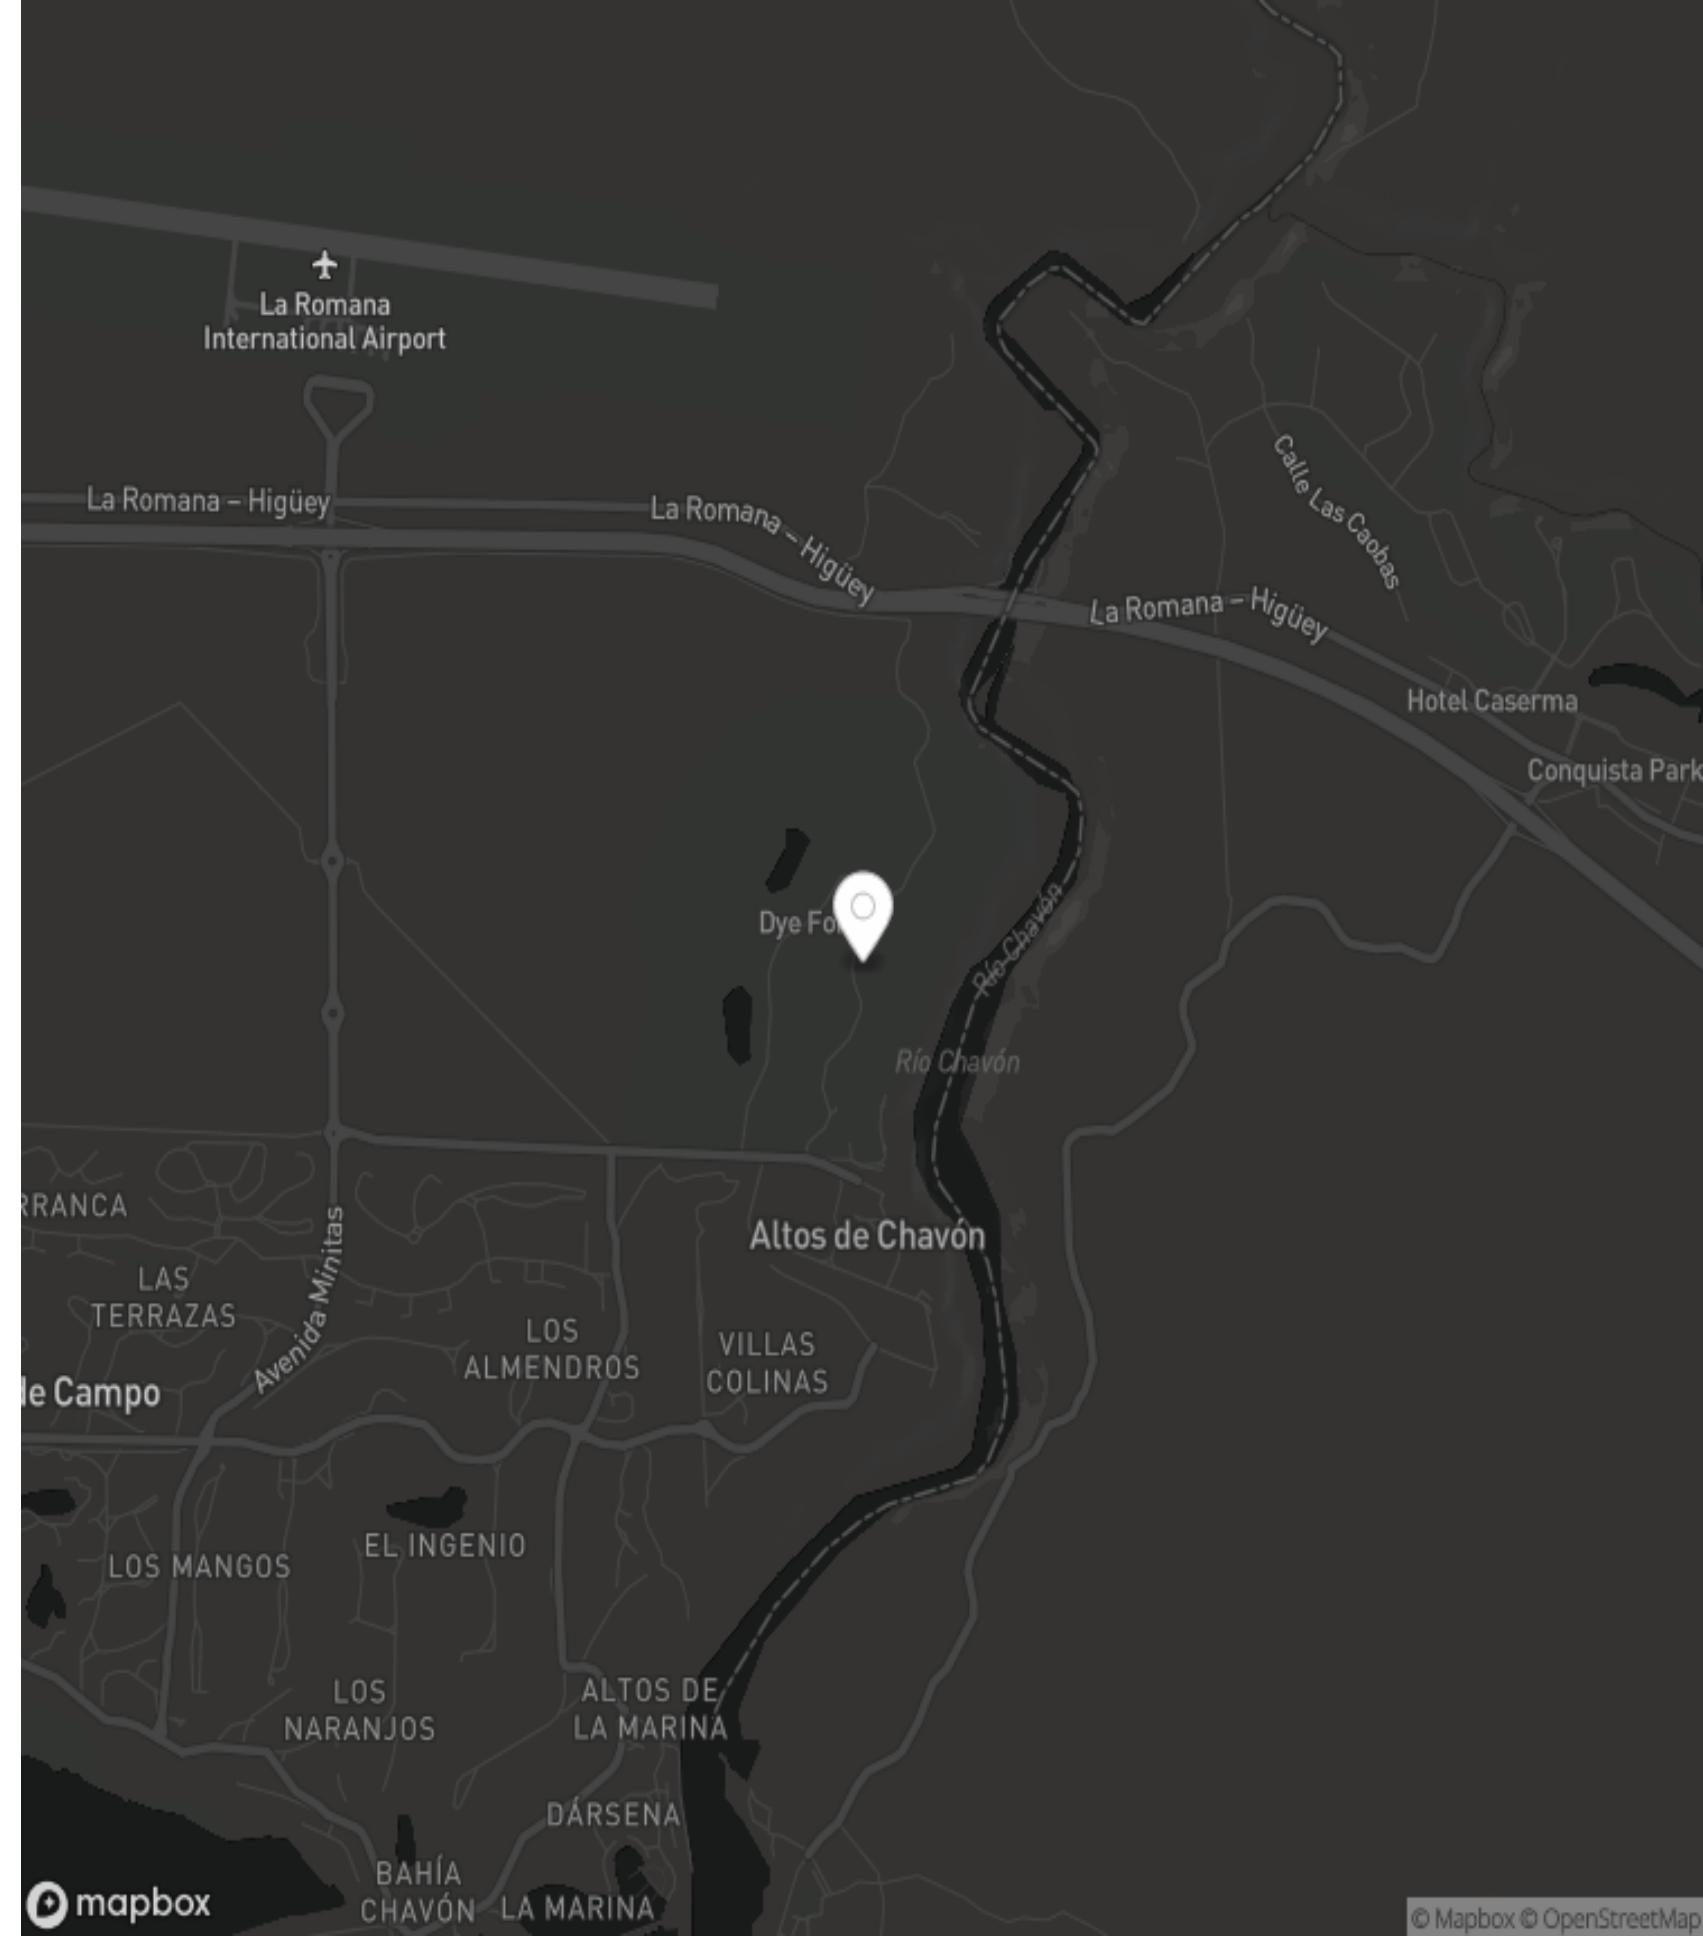 La Romana
International Airport
La Romana – Higüey
La Romana – Higüey
Calle Las Caobas
La Romana – Higüey
Hotel Caserma
Conquista Park
Dye Fo
Río Chavón
Río Chavón
RRANCA
Altos de Chavón
Avenida Minitas
LAS
TERRAZAS
LOS
ALMENDROS
VILLAS
COLINAS
de Campo
EL INGENIO
LOS MANGOS
LOS
NARANJOS
ALTOS DE
LA MARINA
DÁRSENA
BAHÍA
CHAVÓN
LA MARINA
mapbox
© Mapbox © OpenStreetMap